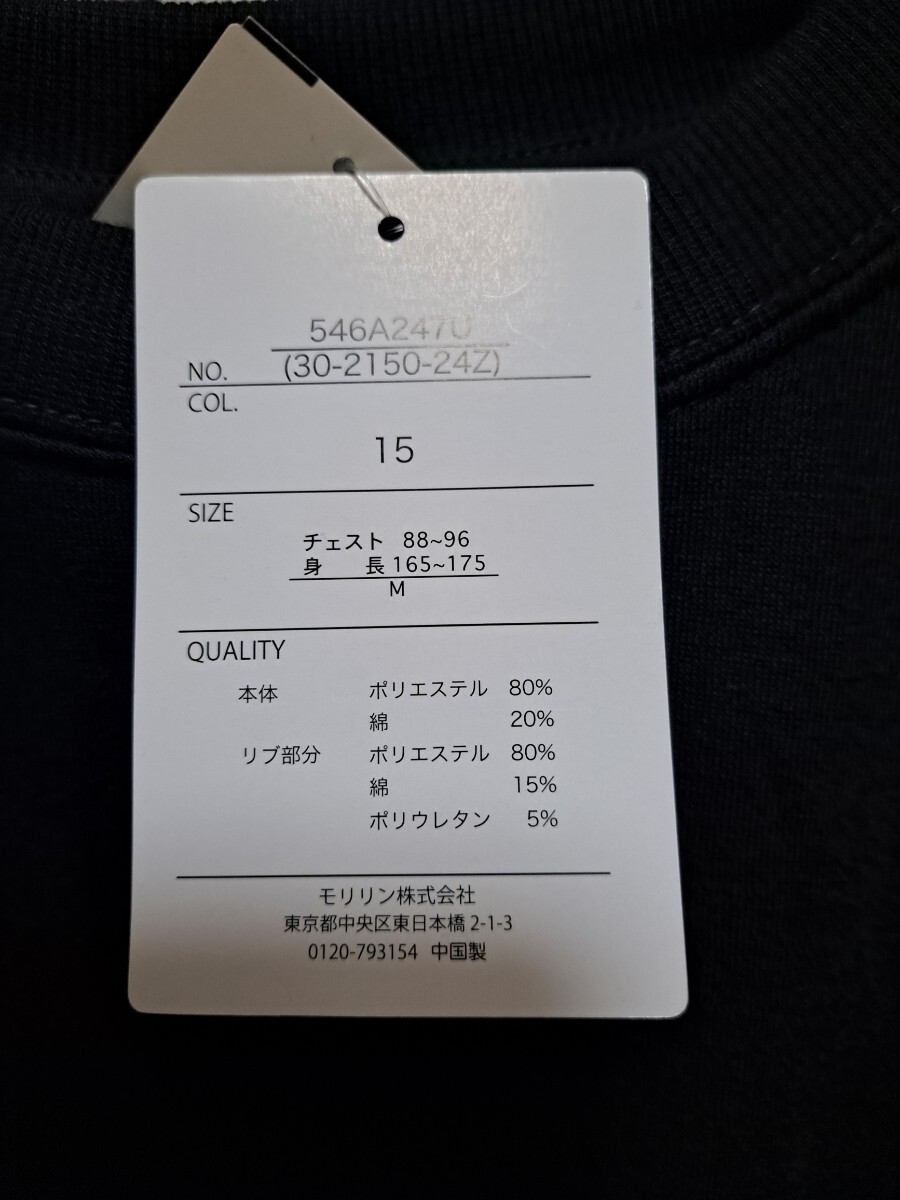 546A247U
NO. (30-2150-24Z)
COL.
15
SIZE
チェスト 88~96
身 長 165~175
M
QUALITY
本体 ポリエステル 80%
綿 20%
リブ部分 ポリエステル 80%
綿 15%
ポリウレタン 5%
モリリン株式会社
東京都中央区東日本橋 2-1-3
0120-793154 中国製